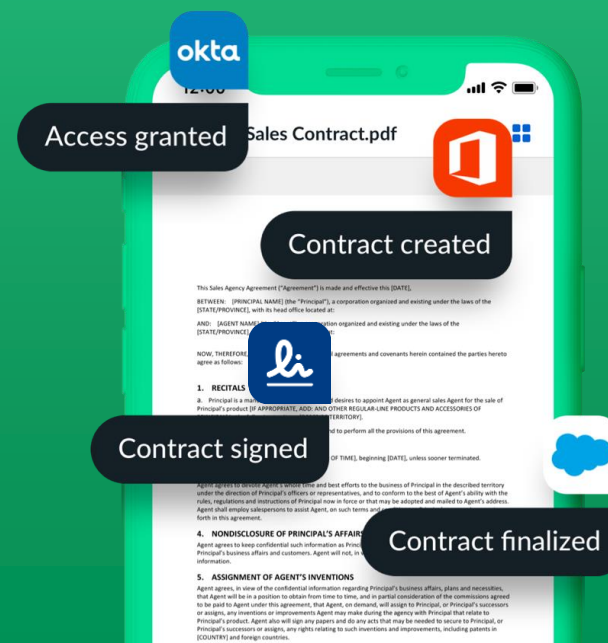 okta
Access granted
Sales Contract.pdf
Contract created
This Sales Agency Agreement ("Agreement") is made and effective this [DATE],
BETWEEN: [PRINCIPAL NAME] (the "Principal"), a corporation organized and existing under the laws of the
[STATE/PROVINCE], with its head office located at:
AND: [AGENT NAME] organized and existing under the laws of the
[STATE/PROVINCE]
NOW, THEREFORE, agreements and covenants herein contained the parties hereto
agree as follows:
li
1. RECITALS
a. Principal is a desires to appoint Agent as general sales Agent for the sale of
Principal's product [IF APPROPRIATE, ADD: AND OTHER REGULAR-LINE PRODUCTS AND ACCESSORIES OF
TERRITORY].
to perform all the provisions of this agreement.
Contract signed
OF TIME], beginning [DATE], unless sooner terminated.
Agent agrees to devote Agent's whole time and best efforts to the business of Principal in the described territory
under the direction of Principal's officers or representatives, and to conform to the best of Agent's ability with the
rules, regulations and instructions of Principal now in force or that may be adopted and mailed to Agent's address.
Agent shall employ salespersons to assist Agent, on such terms and
forth in this agreement.
4. NONDISCLOSURE OF PRINCIPAL'S AFFAIRS
Agent agrees to keep confidential such information as
Principal's business affairs and customers. Agent will not, in
information.
Contract finalized
5. ASSIGNMENT OF AGENT'S INVENTIONS
Agent agrees, in view of the confidential information regarding Principal's business affairs, plans and necessities,
that Agent will be in a position to obtain from time to time, and in partial consideration of the commissions agreed
to be paid to Agent under this agreement, that Agent, on demand, will assign to Principal, or Principal's successors
or assigns, any inventions or improvements Agent may make during the agency with Principal that relate to
Principal's product. Agent also will sign any papers and do any acts that may be needed to secure to Principal, or
Principal's successors or assigns, any rights relating to such inventions and improvements, including patents in
[COUNTRY] and foreign countries.